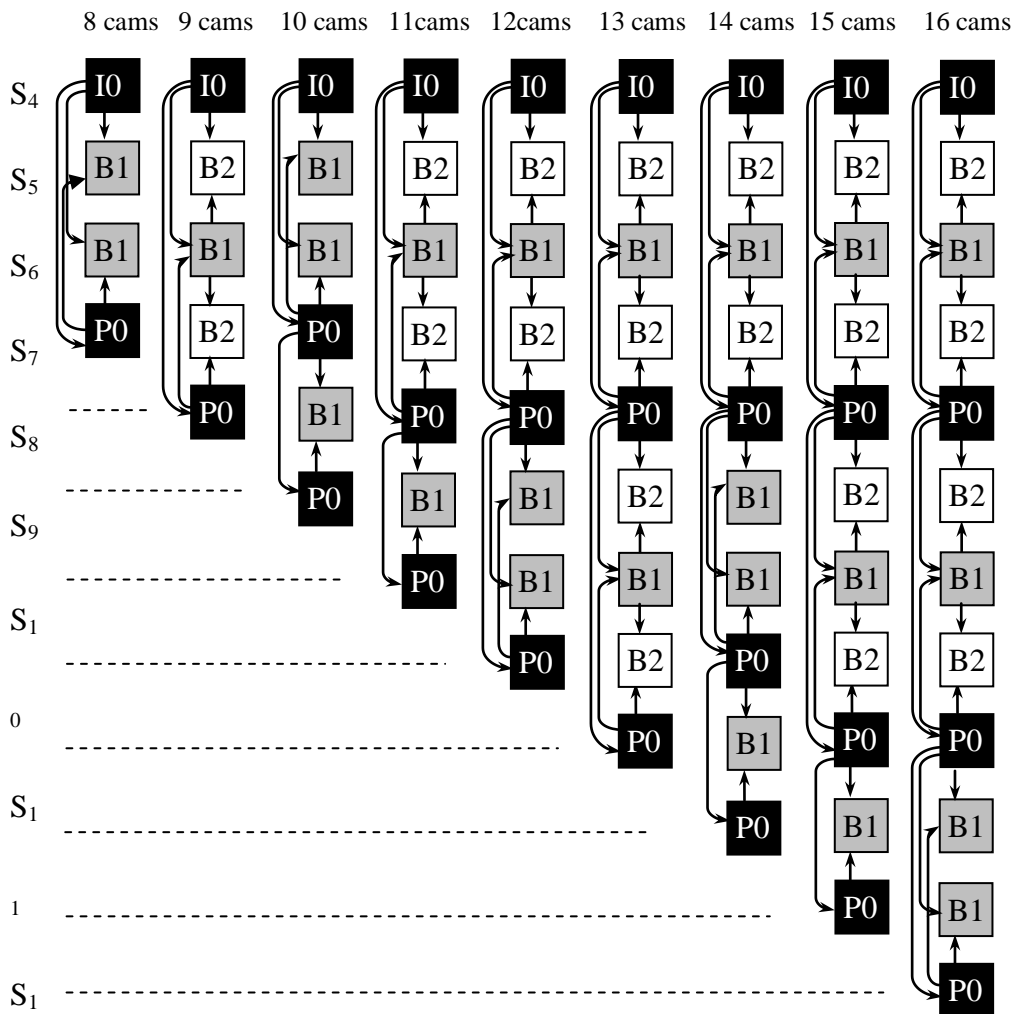 8 cams 9 cams 10 cams 11cams 12cams 13 cams 14 cams 15 cams 16 cams
S4 I0 I0 I0 I0 I0 I0 I0 I0 I0
S5 B1 B2 B1 B2 B2 B2 B2 B2 B2
S6 B1 B1 B1 B1 B1 B1 B1 B1 B1
S7 P0 B2 P0 B2 B2 B2 B2 B2 B2
S8 P0 B1 P0 P0 P0 P0 P0 P0
S9 P0 B1 B1 B2 B1 B2 B2
S1 P0 B1 B1 B1 B1 B1
P0 B2 P0 B2 B2
0 P0 B1 P0 P0
S1 P0 B1 B1
1 P0 B1
S1 P0